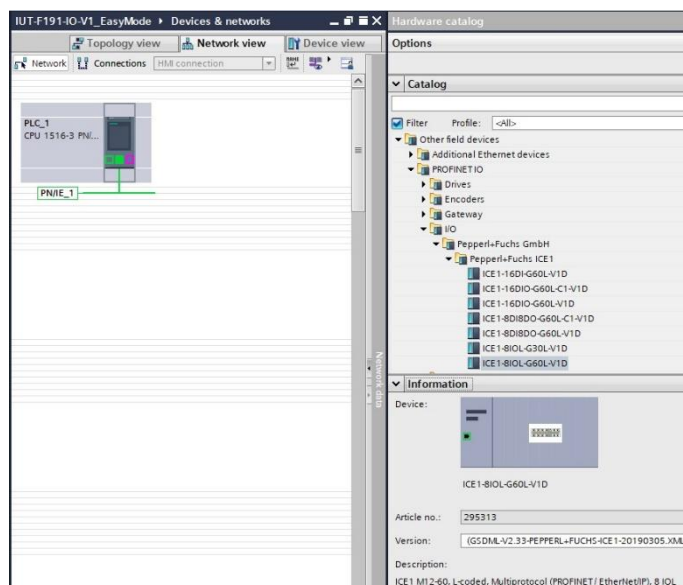 IUT-F191-IO-V1_EasyMode ▸ Devices & networks
Topology view
Network view
Device view
Network
Connections
HMI connection
PLC_1
CPU 1516-3 PN/...
PN/IE_1
Network data
Hardware catalog
Options
Catalog
Filter Profile: <All>
Other field devices
Additional Ethernet devices
PROFINET IO
Drives
Encoders
Gateway
I/O
Pepperl+Fuchs GmbH
Pepperl+Fuchs ICE1
ICE1-16DI-G60L-V1D
ICE1-16DIO-G60L-C1-V1D
ICE1-16DIO-G60L-V1D
ICE1-8DI8DO-G60L-C1-V1D
ICE1-8DI8DO-G60L-V1D
ICE1-8IOL-G30L-V1D
ICE1-8IOL-G60L-V1D
Information
Device:
ICE1-8IOL-G60L-V1D
Article no.: 295313
Version: (GSDML-V2.33-PEPPERL+FUCHS-ICE1-20190305.XML
Description:
ICE1 M12-60, L-coded, Multiprotocol (PROFINET/ EtherNet/IP), 8 IOL